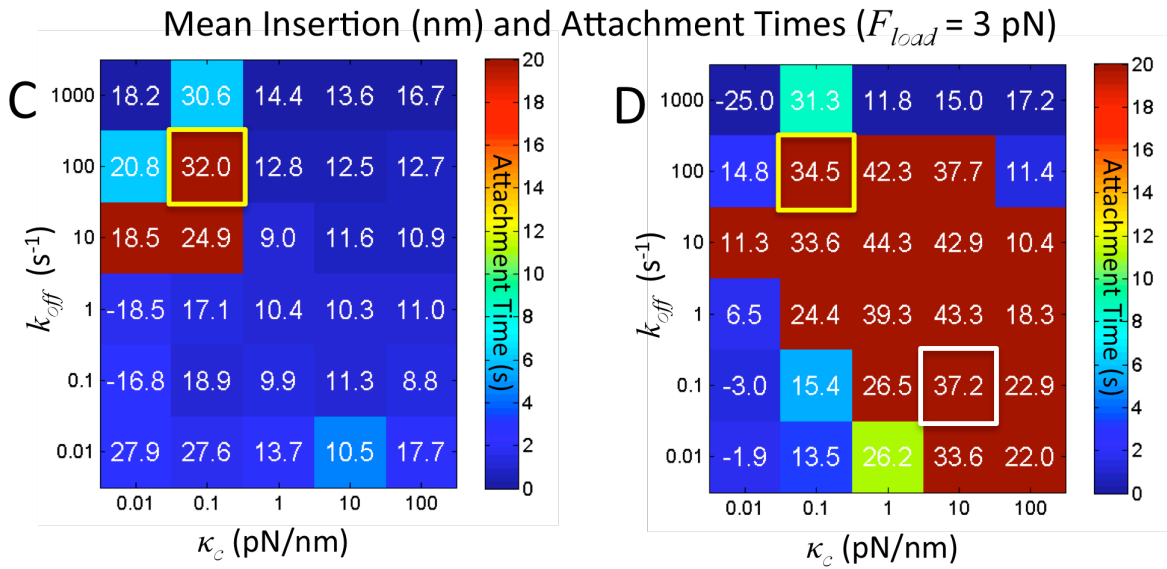 Mean Insertion (nm) and Attachment Times (F_load = 3 pN)
C
k_off (s⁻¹)
1000 18.2 30.6 14.4 13.6 16.7
100 20.8 32.0 12.8 12.5 12.7
10 18.5 24.9 9.0 11.6 10.9
1 -18.5 17.1 10.4 10.3 11.0
0.1 -16.8 18.9 9.9 11.3 8.8
0.01 27.9 27.6 13.7 10.5 17.7
0.01 0.1 1 10 100
κ_c (pN/nm)
20
18
16
14
12
10
8
6
4
2
0
Attachment Time (s)
D
k_off (s⁻¹)
1000 -25.0 31.3 11.8 15.0 17.2
100 14.8 34.5 42.3 37.7 11.4
10 11.3 33.6 44.3 42.9 10.4
1 6.5 24.4 39.3 43.3 18.3
0.1 -3.0 15.4 26.5 37.2 22.9
0.01 -1.9 13.5 26.2 33.6 22.0
0.01 0.1 1 10 100
κ_c (pN/nm)
20
18
16
14
12
10
8
6
4
2
0
Attachment Time (s)